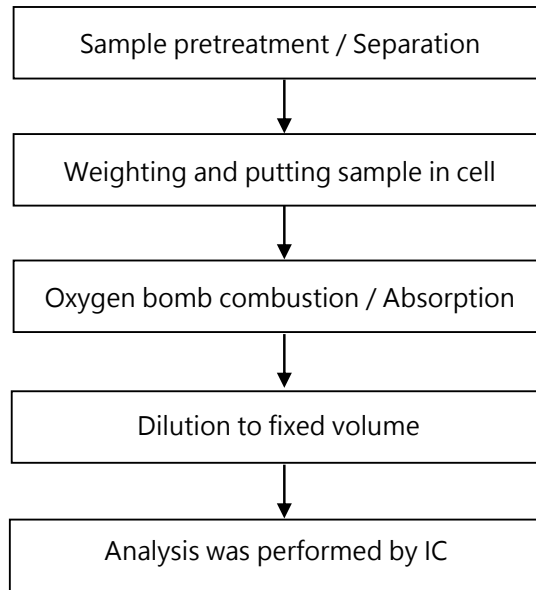 Sample pretreatment / Separation
Weighting and putting sample in cell
Oxygen bomb combustion / Absorption
Dilution to fixed volume
Analysis was performed by IC